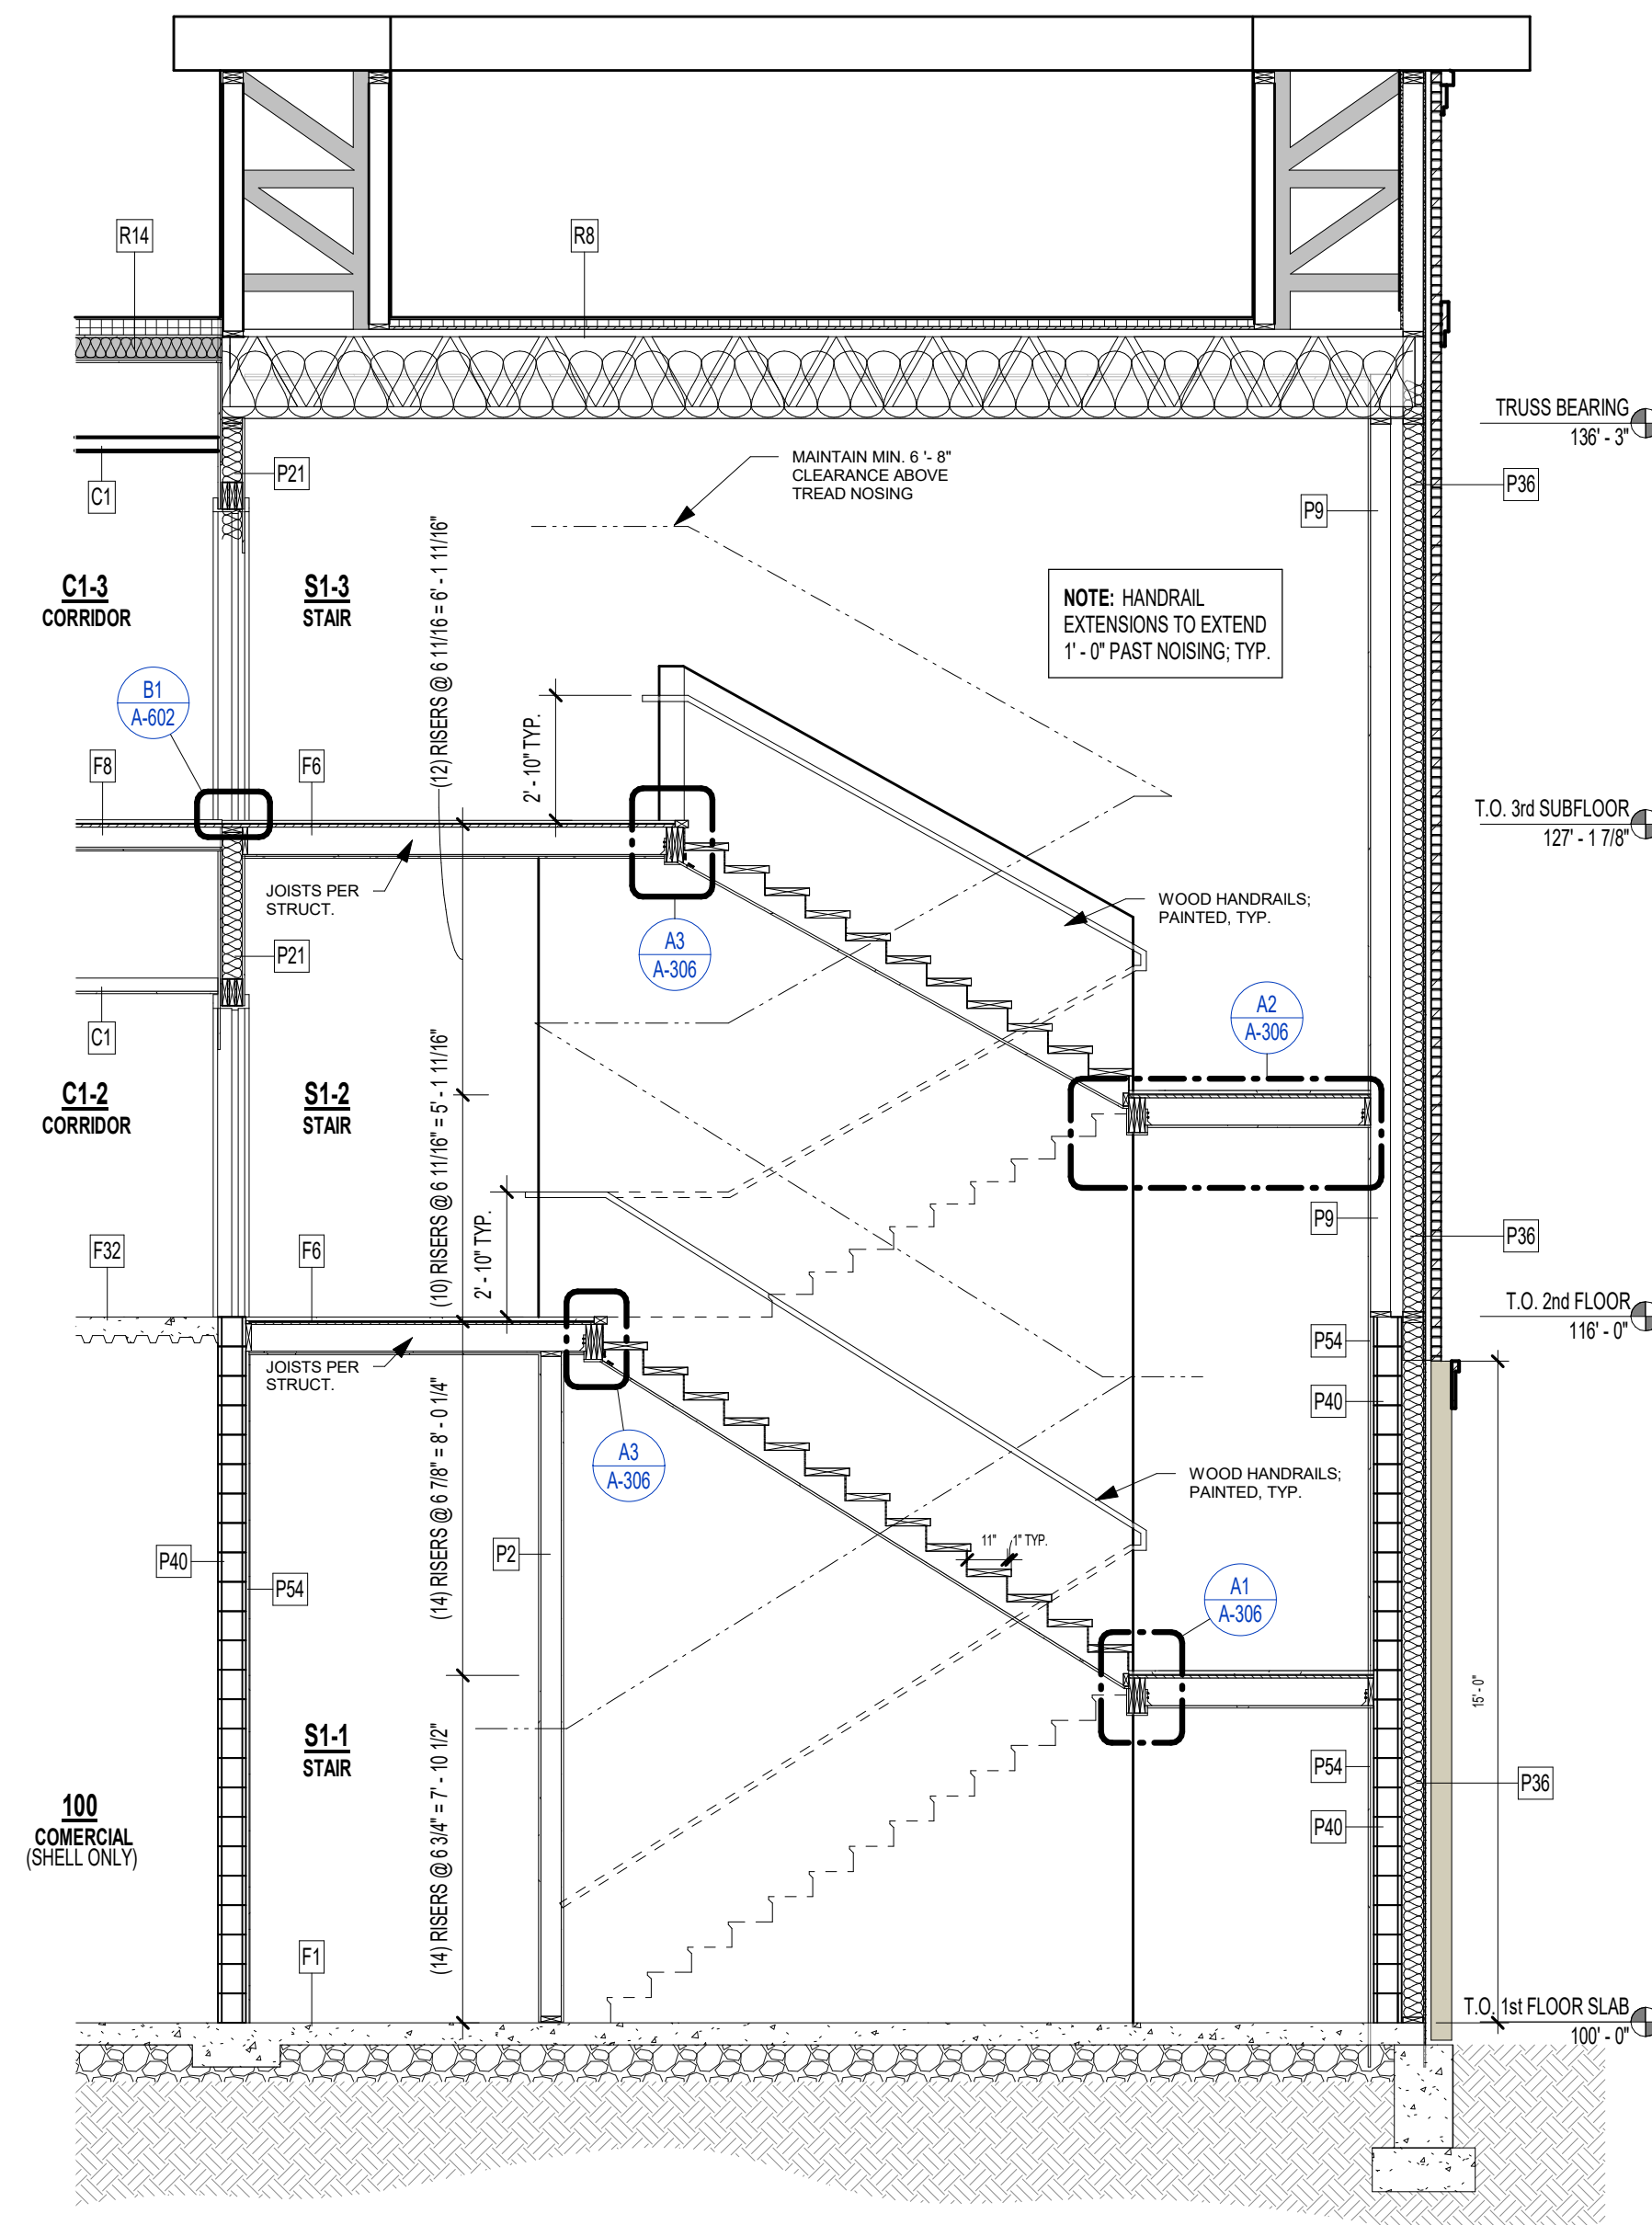 R14
R8
TRUSS BEARING
136' - 3"
MAINTAIN MIN. 6 '- 8"
CLEARANCE ABOVE
TREAD NOSING
P21
C1
P9
P36
C1-3
CORRIDOR
S1-3
STAIR
(12) RISERS @ 6 11/16 = 6' - 1 11/16"
NOTE: HANDRAIL
EXTENSIONS TO EXTEND
1' - 0" PAST NOISING; TYP.
B1
A-602
2' - 10" TYP.
F8
F6
T.O. 3rd SUBFLOOR
127' - 1 7/8"
JOISTS PER
STRUCT.
WOOD HANDRAILS;
PAINTED, TYP.
A3
A-306
P21
A2
A-306
C1
C1-2
CORRIDOR
S1-2
STAIR
(10) RISERS @ 6 11/16" = 5' - 1 11/16"
2' - 10" TYP.
P9
P36
F32
F6
T.O. 2nd FLOOR
116' - 0"
P54
JOISTS PER
STRUCT.
P40
(14) RISERS @ 6 7/8" = 8' - 0 1/4"
A3
A-306
WOOD HANDRAILS;
PAINTED, TYP.
11"
1" TYP.
P40
P2
P54
A1
A-306
15' - 0"
S1-1
STAIR
(14) RISERS @ 6 3/4" = 7' - 10 1/2"
P54
P36
100
COMERCIAL
(SHELL ONLY)
P40
F1
T.O. 1st FLOOR SLAB
100' - 0"